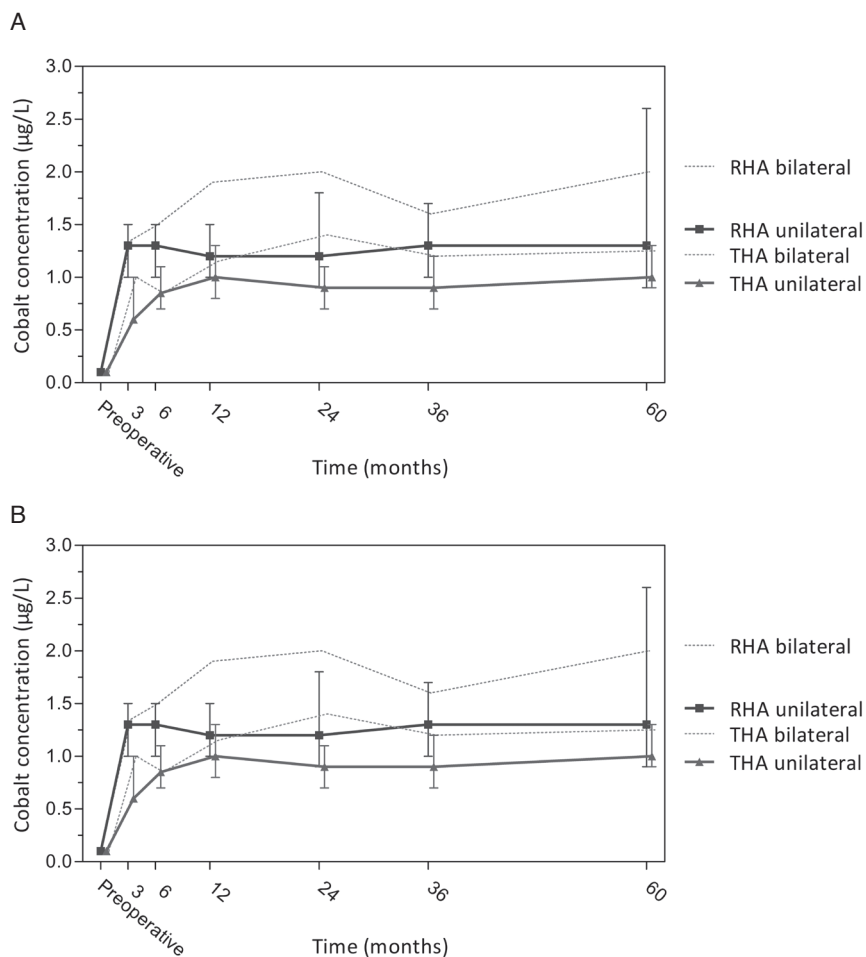 A
Cobalt concentration (µg/L)
3.0
2.5
2.0
1.5
1.0
0.5
0.0
Preoperative
3
6
12
24
36
60
Time (months)
RHA bilateral
RHA unilateral
THA bilateral
THA unilateral
B
Cobalt concentration (µg/L)
3.0
2.5
2.0
1.5
1.0
0.5
0.0
Preoperative
3
6
12
24
36
60
Time (months)
RHA bilateral
RHA unilateral
THA bilateral
THA unilateral